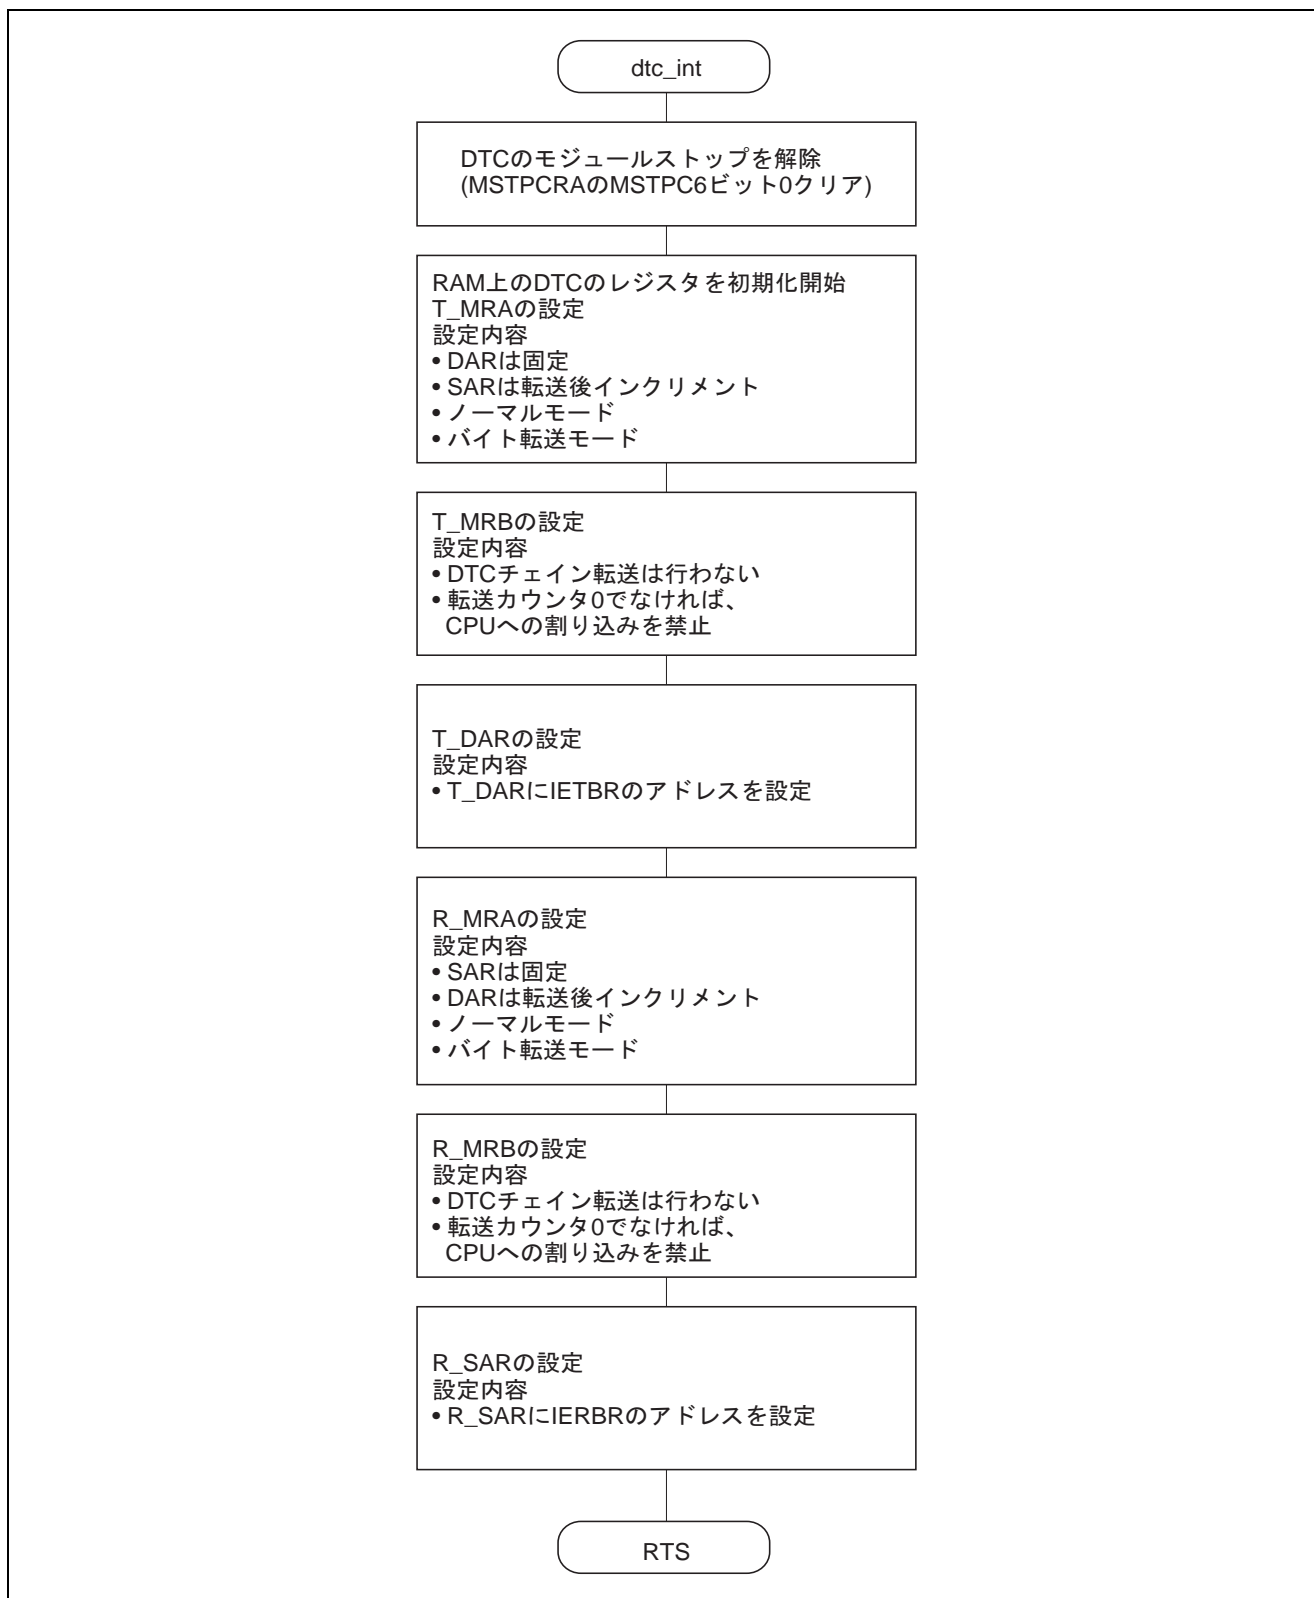 dtc_int
DTCのモジュールストップを解除
(MSTPCRAのMSTPC6ビット0クリア)
RAM上のDTCのレジスタを初期化開始
T_MRAの設定
設定内容
• DARは固定
• SARは転送後インクリメント
• ノーマルモード
• バイト転送モード
T_MRBの設定
設定内容
• DTCチェイン転送は行わない
• 転送カウンタ0でなければ、
CPUへの割り込みを禁止
T_DARの設定
設定内容
• T_DARにIETBRのアドレスを設定
R_MRAの設定
設定内容
• SARは固定
• DARは転送後インクリメント
• ノーマルモード
• バイト転送モード
R_MRBの設定
設定内容
• DTCチェイン転送は行わない
• 転送カウンタ0でなければ、
CPUへの割り込みを禁止
R_SARの設定
設定内容
• R_SARにIERBRのアドレスを設定
RTS